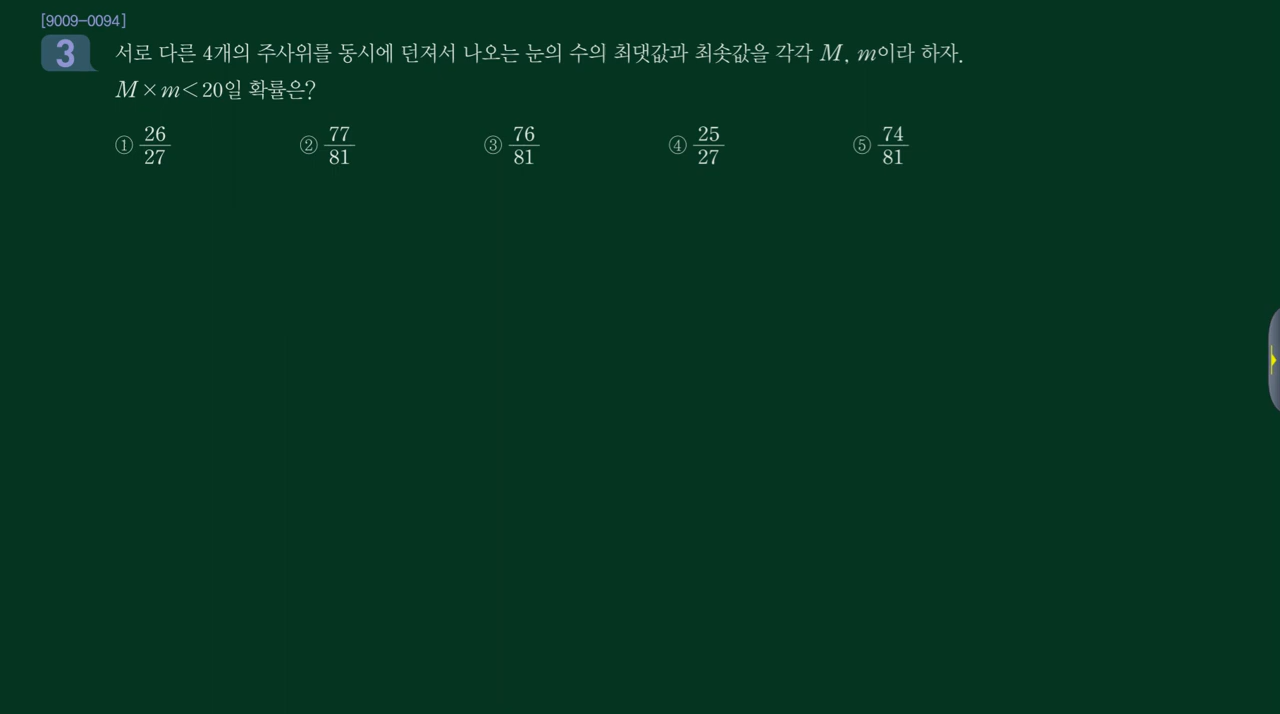 [9009-0094]
3 서로 다른 4개의 주사위를 동시에 던져서 나오는 눈의 수의 최댓값과 최솟값을 각각 M, m이라 하자.
M×m<20일 확률은?
① 26/27 ② 77/81 ③ 76/81 ④ 25/27 ⑤ 74/81